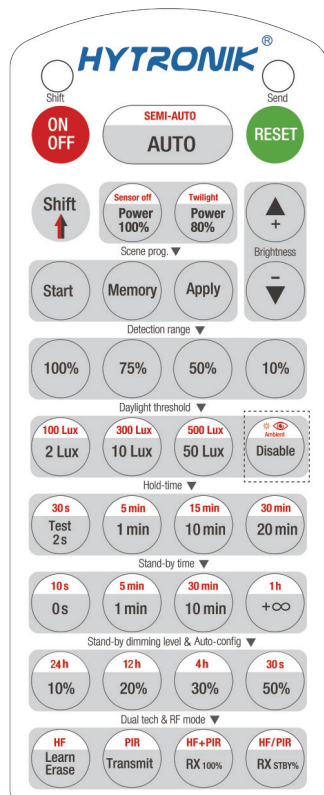 HYTRONIK®
Shift
Send
ON
OFF
SEMI-AUTO
AUTO
RESET
Shift
Sensor off
Power
100%
Twilight
Power
80%
▲
+
Scene prog. ▼
Brightness
Start
Memory
Apply
−
▼
Detection range ▼
100%
75%
50%
10%
Daylight threshold ▼
100 Lux
2 Lux
300 Lux
10 Lux
500 Lux
50 Lux
Ambient
Disable
Hold-time ▼
30 s
Test
2 s
5 min
1 min
15 min
10 min
30 min
20 min
Stand-by time ▼
10 s
0 s
5 min
1 min
30 min
10 min
1 h
+∞
Stand-by dimming level & Auto-config ▼
24 h
10%
12 h
20%
4 h
30%
30 s
50%
Dual tech & RF mode ▼
HF
Learn
Erase
PIR
Transmit
HF+PIR
RX 100%
HF/PIR
RX STBY%